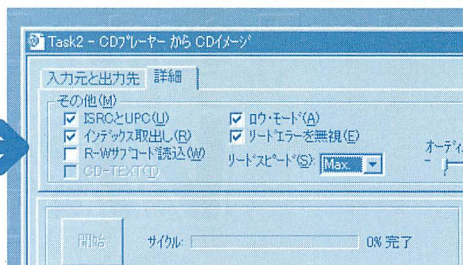 Task2 - CDプレーヤー から CDイメージ
入力元と出力先 詳細
その他(M)
ISRCとUPC(U) ロウ・モード(A)
インデックス取出し(R) リードエラーを無視(E)
R-Wサブコード読込(W) リードスピード(S): Max.
CD-TEXT(T)
オーディ
開始 サイクル: 0% 完了